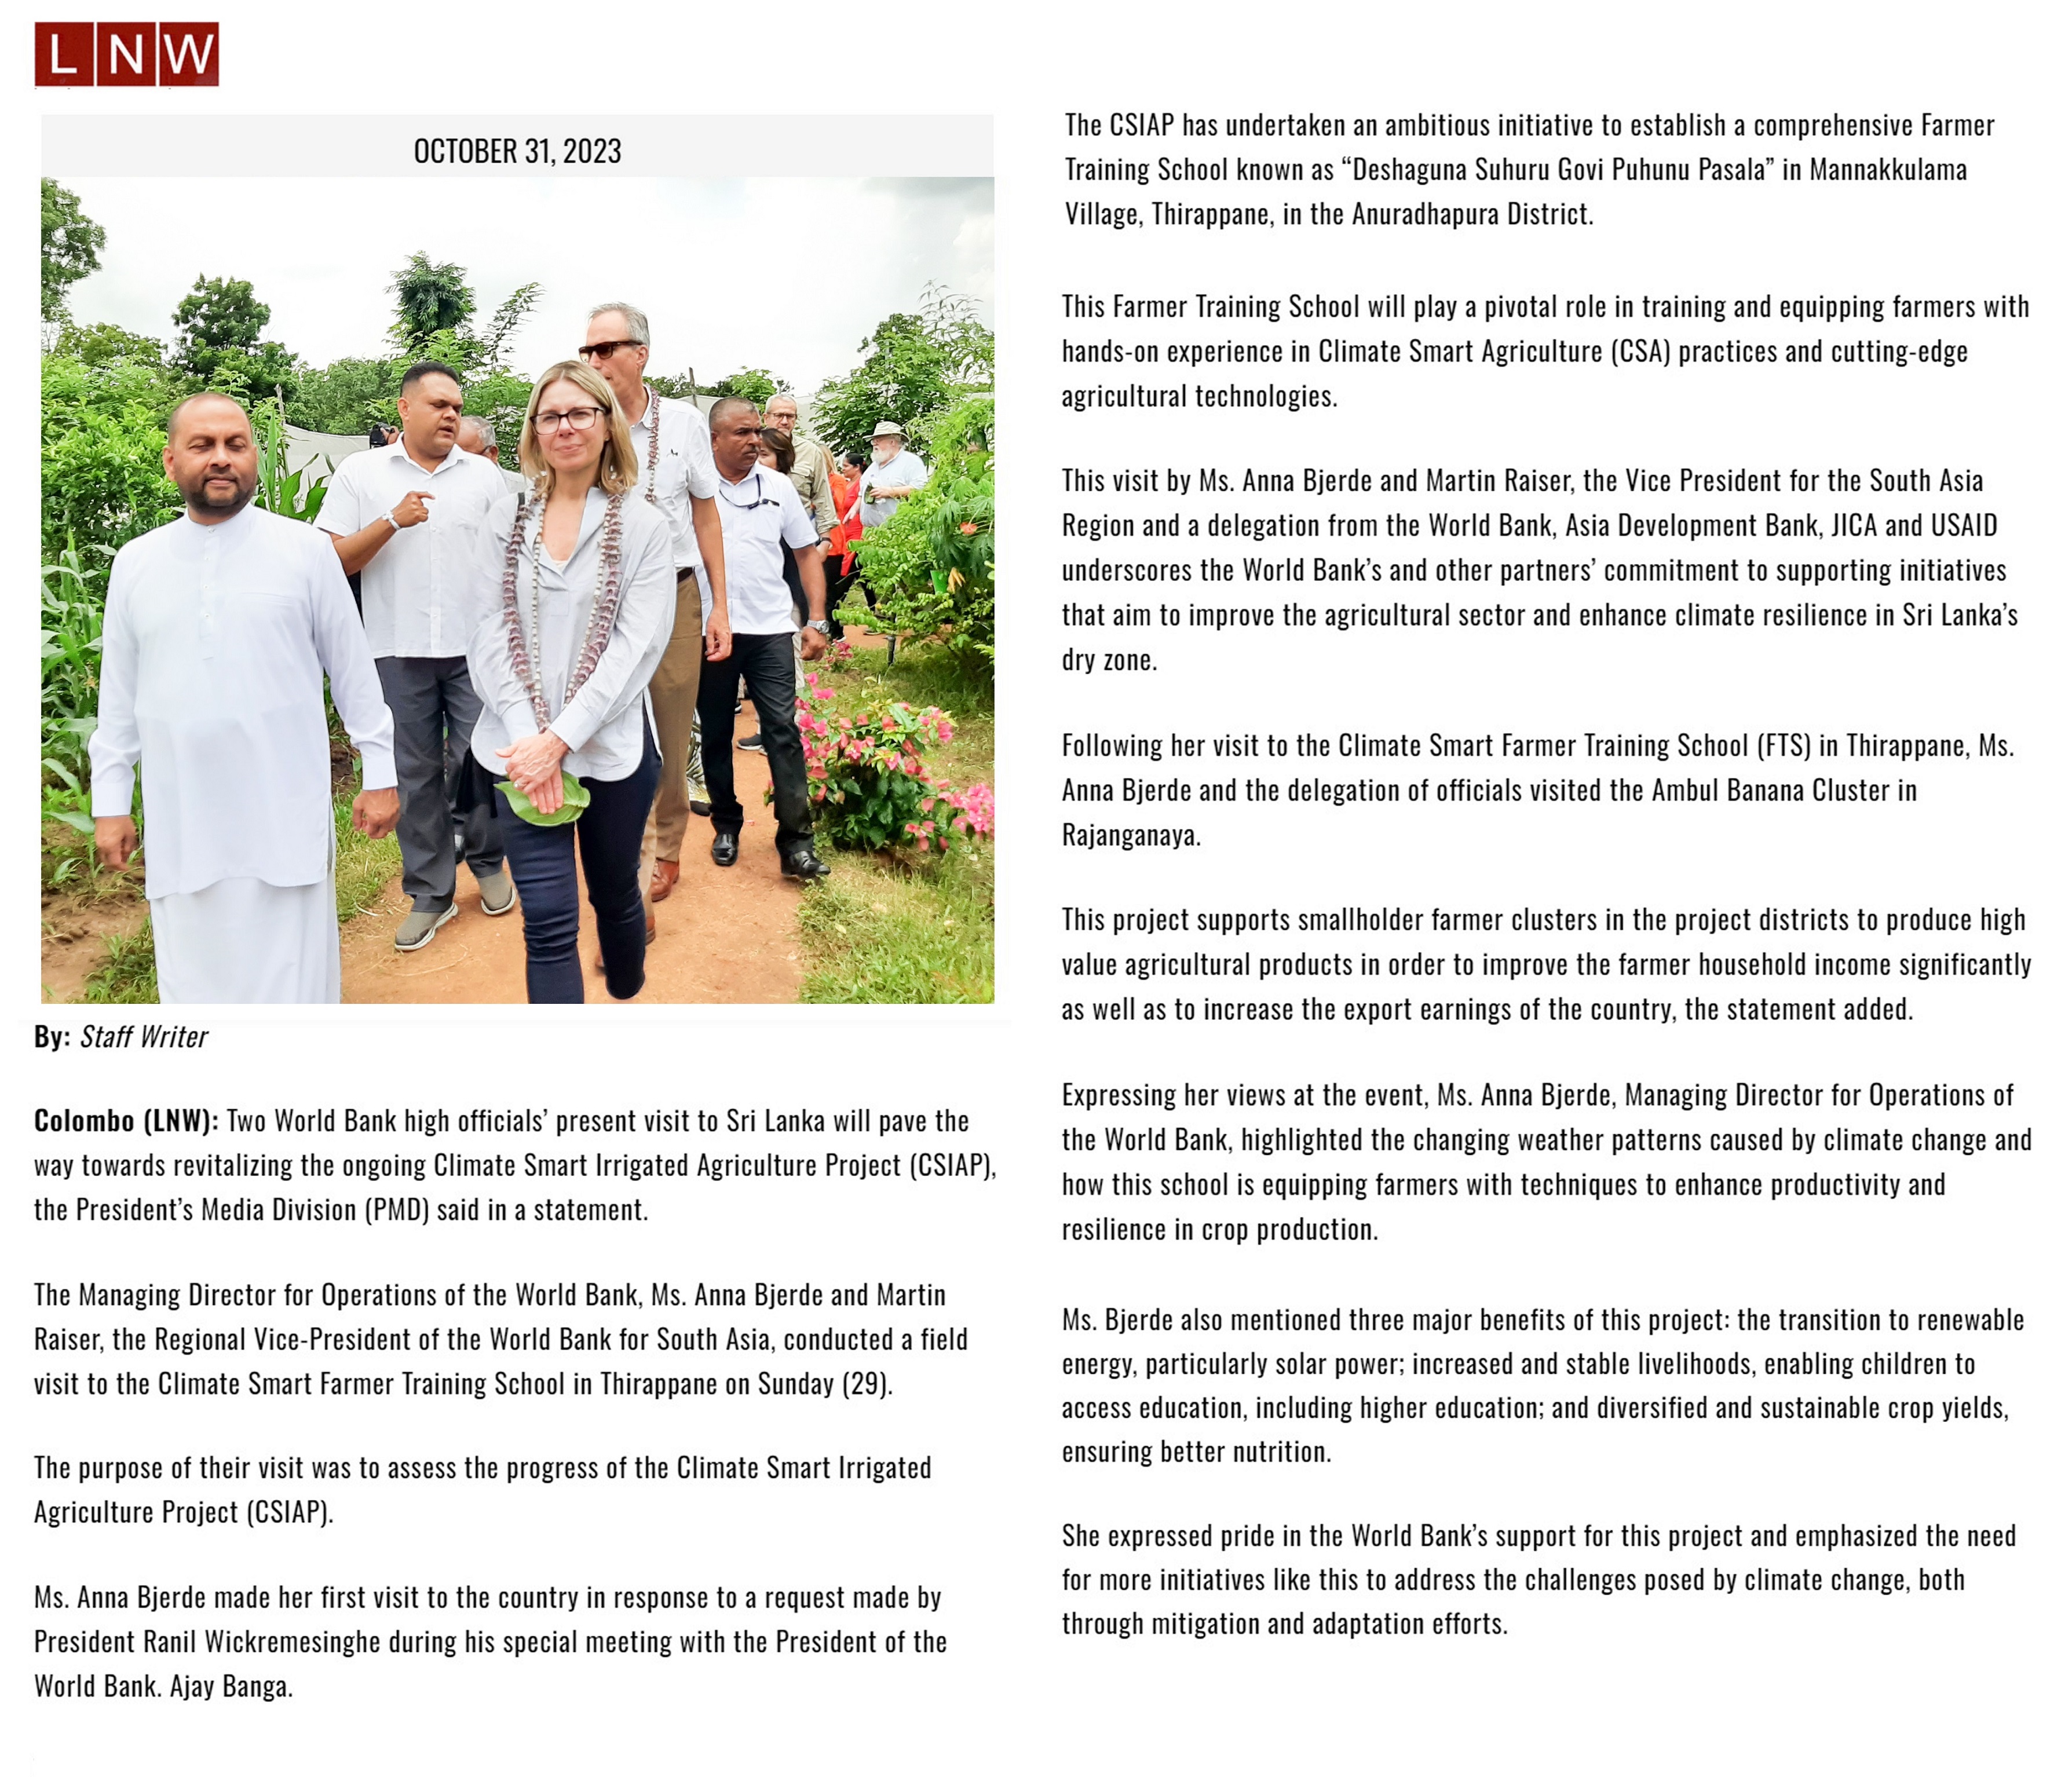 LNW
OCTOBER 31, 2023
By: Staff Writer
Colombo (LNW): Two World Bank high officials’ present visit to Sri Lanka will pave the
way towards revitalizing the ongoing Climate Smart Irrigated Agriculture Project (CSIAP),
the President’s Media Division (PMD) said in a statement.
The Managing Director for Operations of the World Bank, Ms. Anna Bjerde and Martin
Raiser, the Regional Vice-President of the World Bank for South Asia, conducted a field
visit to the Climate Smart Farmer Training School in Thirappane on Sunday (29).
The purpose of their visit was to assess the progress of the Climate Smart Irrigated
Agriculture Project (CSIAP).
Ms. Anna Bjerde made her first visit to the country in response to a request made by
President Ranil Wickremesinghe during his special meeting with the President of the
World Bank. Ajay Banga.
The CSIAP has undertaken an ambitious initiative to establish a comprehensive Farmer
Training School known as “Deshaguna Suhuru Govi Puhunu Pasala” in Mannakkulama
Village, Thirappane, in the Anuradhapura District.
This Farmer Training School will play a pivotal role in training and equipping farmers with
hands-on experience in Climate Smart Agriculture (CSA) practices and cutting-edge
agricultural technologies.
This visit by Ms. Anna Bjerde and Martin Raiser, the Vice President for the South Asia
Region and a delegation from the World Bank, Asia Development Bank, JICA and USAID
underscores the World Bank’s and other partners’ commitment to supporting initiatives
that aim to improve the agricultural sector and enhance climate resilience in Sri Lanka’s
dry zone.
Following her visit to the Climate Smart Farmer Training School (FTS) in Thirappane, Ms.
Anna Bjerde and the delegation of officials visited the Ambul Banana Cluster in
Rajanganaya.
This project supports smallholder farmer clusters in the project districts to produce high
value agricultural products in order to improve the farmer household income significantly
as well as to increase the export earnings of the country, the statement added.
Expressing her views at the event, Ms. Anna Bjerde, Managing Director for Operations of
the World Bank, highlighted the changing weather patterns caused by climate change and
how this school is equipping farmers with techniques to enhance productivity and
resilience in crop production.
Ms. Bjerde also mentioned three major benefits of this project: the transition to renewable
energy, particularly solar power; increased and stable livelihoods, enabling children to
access education, including higher education; and diversified and sustainable crop yields,
ensuring better nutrition.
She expressed pride in the World Bank’s support for this project and emphasized the need
for more initiatives like this to address the challenges posed by climate change, both
through mitigation and adaptation efforts.